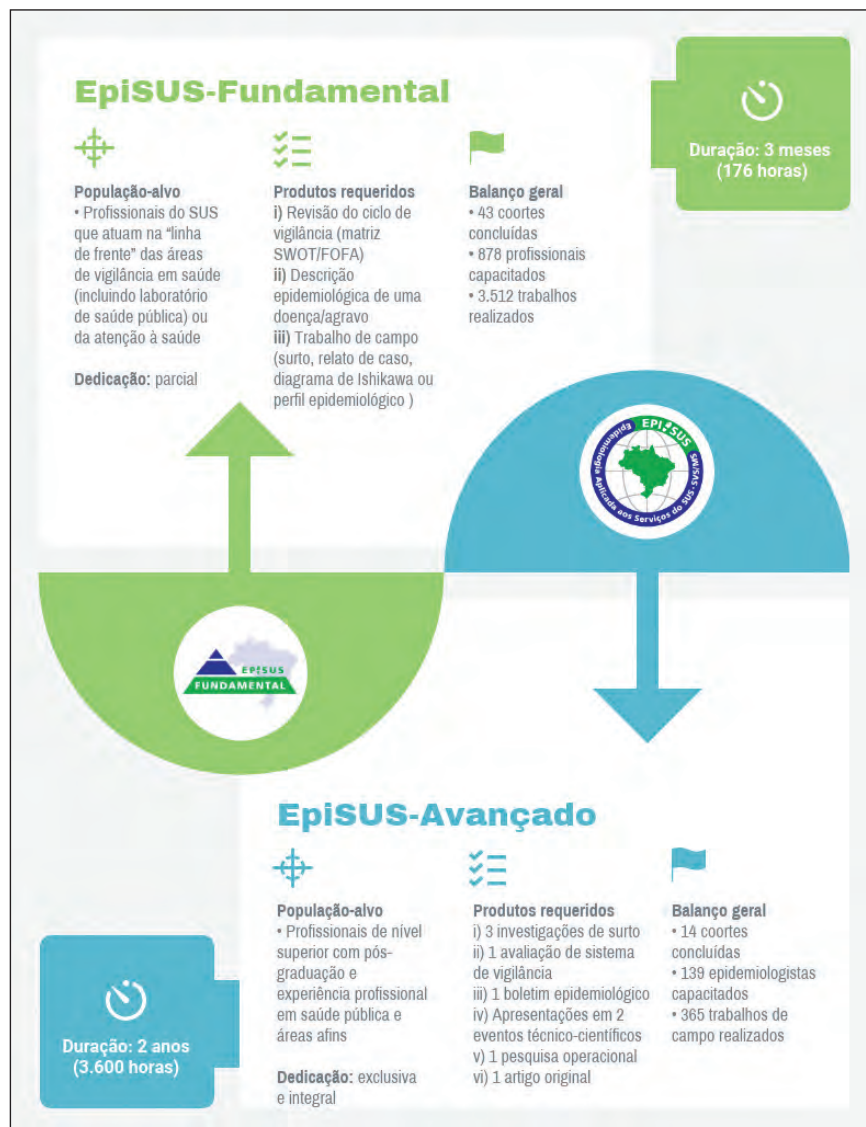 EpiSUS-Fundamental
População-alvo
• Profissionais do SUS
que atuam na “linha
de frente” das áreas
de vigilância em saúde
(incluindo laboratório
de saúde pública) ou
da atenção à saúde
Dedicação: parcial
Produtos requeridos
i) Revisão do ciclo de
vigilância (matriz
SWOT/FOFA)
ii) Descrição
epidemiológica de uma
doença/agravo
iii) Trabalho de campo
(surto, relato de caso,
diagrama de Ishikawa ou
perfil epidemiológico )
Balanço geral
• 43 coortes
concluídas
• 878 profissionais
capacitados
• 3.512 trabalhos
realizados
Duração: 3 meses
(176 horas)
EPISUS
Epidemiologia Aplicada aos Serviços do SUS-SVS/MS
EPISUS
FUNDAMENTAL
EpiSUS-Avançado
População-alvo
• Profissionais de nível
superior com pós-
graduação e
experiência profissional
em saúde pública e
áreas afins
Dedicação: exclusiva
e integral
Produtos requeridos
i) 3 investigações de surto
ii) 1 avaliação de sistema
de vigilância
iii) 1 boletim epidemiológico
iv) Apresentações em 2
eventos técnico-científicos
v) 1 pesquisa operacional
vi) 1 artigo original
Balanço geral
• 14 coortes
concluídas
• 139 epidemiologistas
capacitados
• 365 trabalhos de
campo realizados
Duração: 2 anos
(3.600 horas)